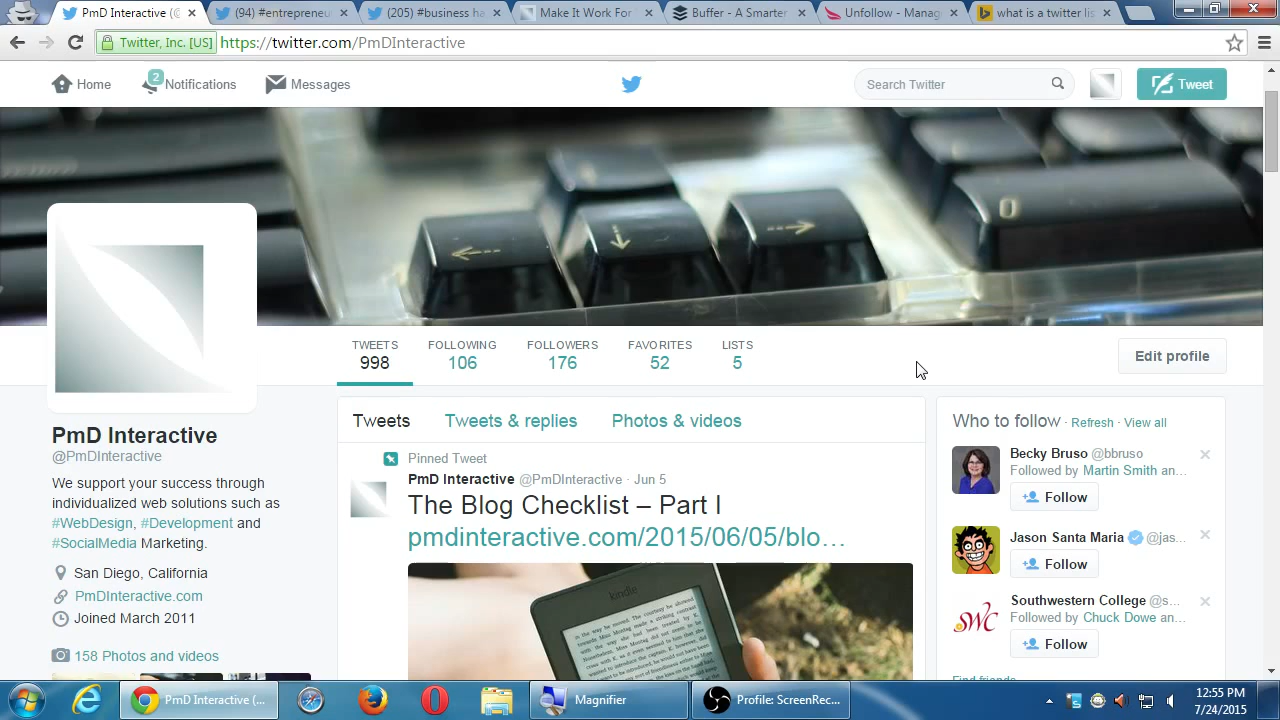 PmD Interactive (@
(94) #entrepreneu
(205) #business ha
Make It Work For
Buffer - A Smarter
Unfollow - Manag
what is a twitter lis
Twitter, Inc. [US] https://twitter.com/PmDInteractive
Home
2
Notifications
Messages
Search Twitter
Tweet
TWEETS
998
FOLLOWING
106
FOLLOWERS
176
FAVORITES
52
LISTS
5
Edit profile
PmD Interactive
@PmDInteractive
We support your success through
individualized web solutions such as
#WebDesign, #Development and
#SocialMedia Marketing.
San Diego, California
PmDInteractive.com
Joined March 2011
158 Photos and videos
Tweets Tweets & replies Photos & videos
Pinned Tweet
PmD Interactive @PmDInteractive · Jun 5
The Blog Checklist – Part I
pmdinteractive.com/2015/06/05/blo…
kindle
Who to follow · Refresh · View all
Becky Bruso @bbruso
Followed by Martin Smith an...
Follow
Jason Santa Maria @jas...
Follow
SWC
Southwestern College @s...
Followed by Chuck Dowe an...
Follow
Find friends
PmD Interactive (...
Magnifier
Profile: ScreenRec...
12:55 PM
7/24/2015